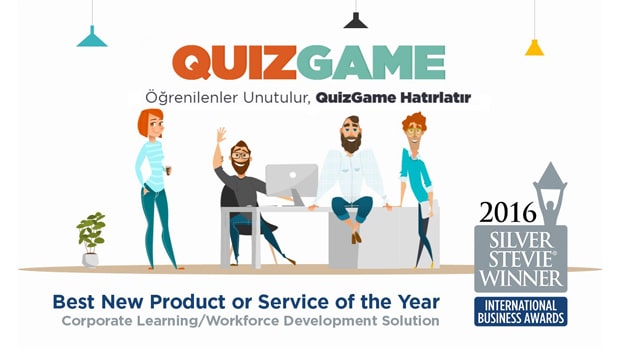 QUIZGAME
Öğrenilenler Unutulur, QuizGame Hatırlatır
2016
SILVER
STEVIE®
WINNER
INTERNATIONAL
BUSINESS AWARDS
Best New Product or Service of the Year
Corporate Learning/Workforce Development Solution